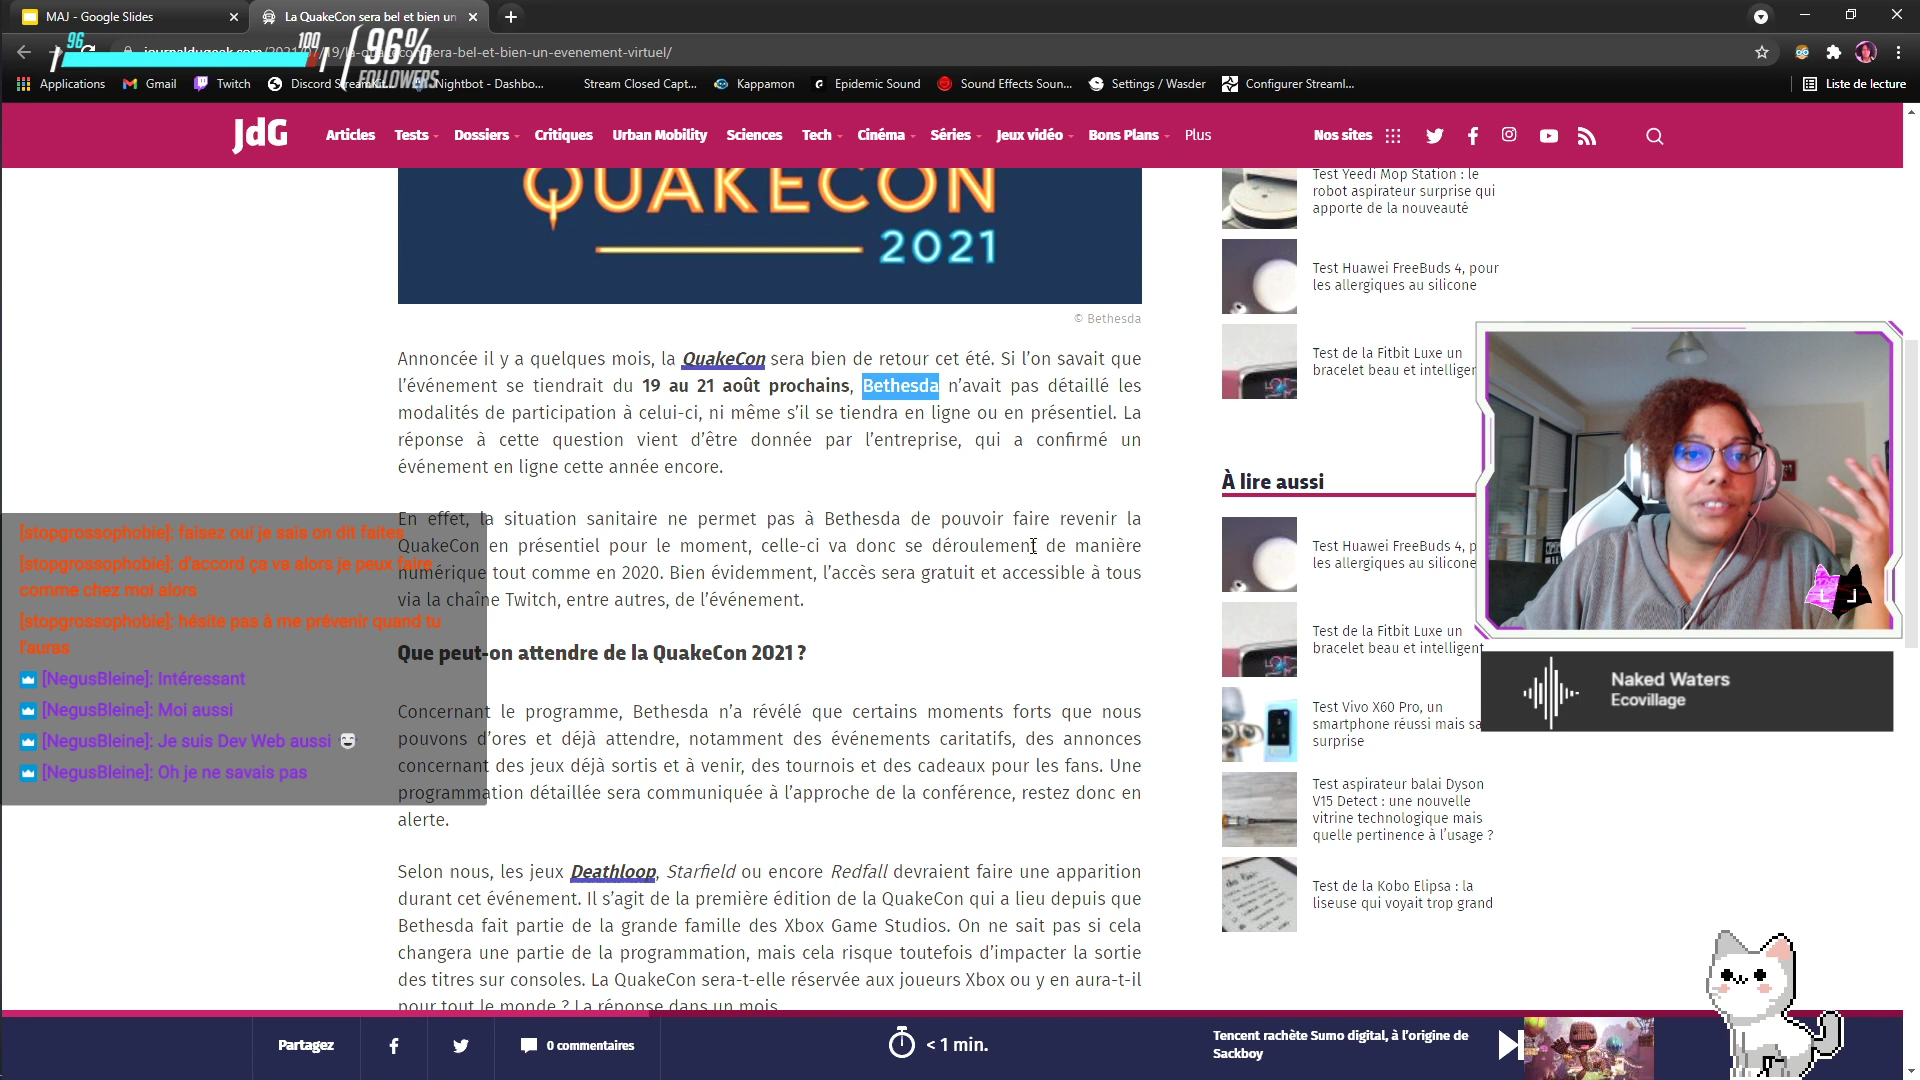 MAJ - Google Slides
La QuakeCon sera bel et bien un
96
100
96%
FOLLOWERS
sera-bel-et-bien-un-evenement-virtuel/
Applications
Gmail
Twitch
Discord
Nightbot - Dashbo...
Stream Closed Capt...
Kappamon
Epidemic Sound
Sound Effects Soun...
Settings / Wasder
Configurer Streaml...
Liste de lecture
JdG
Articles
Tests
Dossiers
Critiques
Urban Mobility
Sciences
Tech
Cinéma
Séries
Jeux vidéo
Bons Plans
Plus
Nos sites
QUAKECON
2021
© Bethesda
Annoncée il y a quelques mois, la QuakeCon sera bien de retour cet été. Si l'on savait que
l'événement se tiendrait du 19 au 21 août prochains, Bethesda n'avait pas détaillé les
modalités de participation à celui-ci, ni même s'il se tiendra en ligne ou en présentiel. La
réponse à cette question vient d'être donnée par l'entreprise, qui a confirmé un
événement en ligne cette année encore.
En effet, la situation sanitaire ne permet pas à Bethesda de pouvoir faire revenir la
QuakeCon en présentiel pour le moment, celle-ci va donc se déroulement de manière
numérique tout comme en 2020. Bien évidemment, l'accès sera gratuit et accessible à tous
via la chaîne Twitch, entre autres, de l'événement.
Que peut-on attendre de la QuakeCon 2021 ?
Concernant le programme, Bethesda n'a révélé que certains moments forts que nous
pouvons d'ores et déjà attendre, notamment des événements caritatifs, des annonces
concernant des jeux déjà sortis et à venir, des tournois et des cadeaux pour les fans. Une
programmation détaillée sera communiquée à l'approche de la conférence, restez donc en
alerte.
Selon nous, les jeux Deathloop, Starfield ou encore Redfall devraient faire une apparition
durant cet événement. Il s'agit de la première édition de la QuakeCon qui a lieu depuis que
Bethesda fait partie de la grande famille des Xbox Game Studios. On ne sait pas si cela
changera une partie de la programmation, mais cela risque toutefois d'impacter la sortie
des titres sur consoles. La QuakeCon sera-t-elle réservée aux joueurs Xbox ou y en aura-t-il
pour tout le monde ? La réponse dans un mois.
[stopgrossophobie]: faisez oui je sais on dit faites
[stopgrossophobie]: d'accord ça va alors je peux faire
comme chez moi alors
[stopgrossophobie]: hésite pas à me prévenir quand tu
l'auras
[NegusBleine]: Intéressant
[NegusBleine]: Moi aussi
[NegusBleine]: Je suis Dev Web aussi
[NegusBleine]: Oh je ne savais pas
Test Yeedi Mop Station : le
robot aspirateur surprise qui
apporte de la nouveauté
Test Huawei FreeBuds 4, pour
les allergiques au silicone
Test de la Fitbit Luxe un
bracelet beau et intelligen
À lire aussi
Test Huawei FreeBuds 4, p
les allergiques au silicone
Test de la Fitbit Luxe un
bracelet beau et intelligent
Test Vivo X60 Pro, un
smartphone réussi mais sa
surprise
Test aspirateur balai Dyson
V15 Detect : une nouvelle
vitrine technologique mais
quelle pertinence à l'usage ?
Test de la Kobo Elipsa : la
liseuse qui voyait trop grand
Naked Waters
Ecovillage
Partagez
0 commentaires
< 1 min.
Tencent rachète Sumo digital, à l'origine de
Sackboy